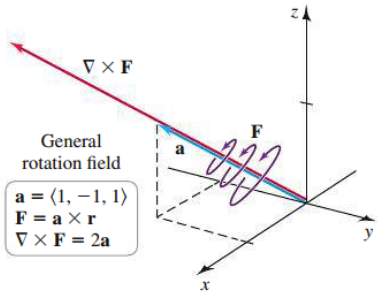 z
∇ × F
F
a
General
rotation field
a = ⟨1, −1, 1⟩
F = a × r
∇ × F = 2a
y
x